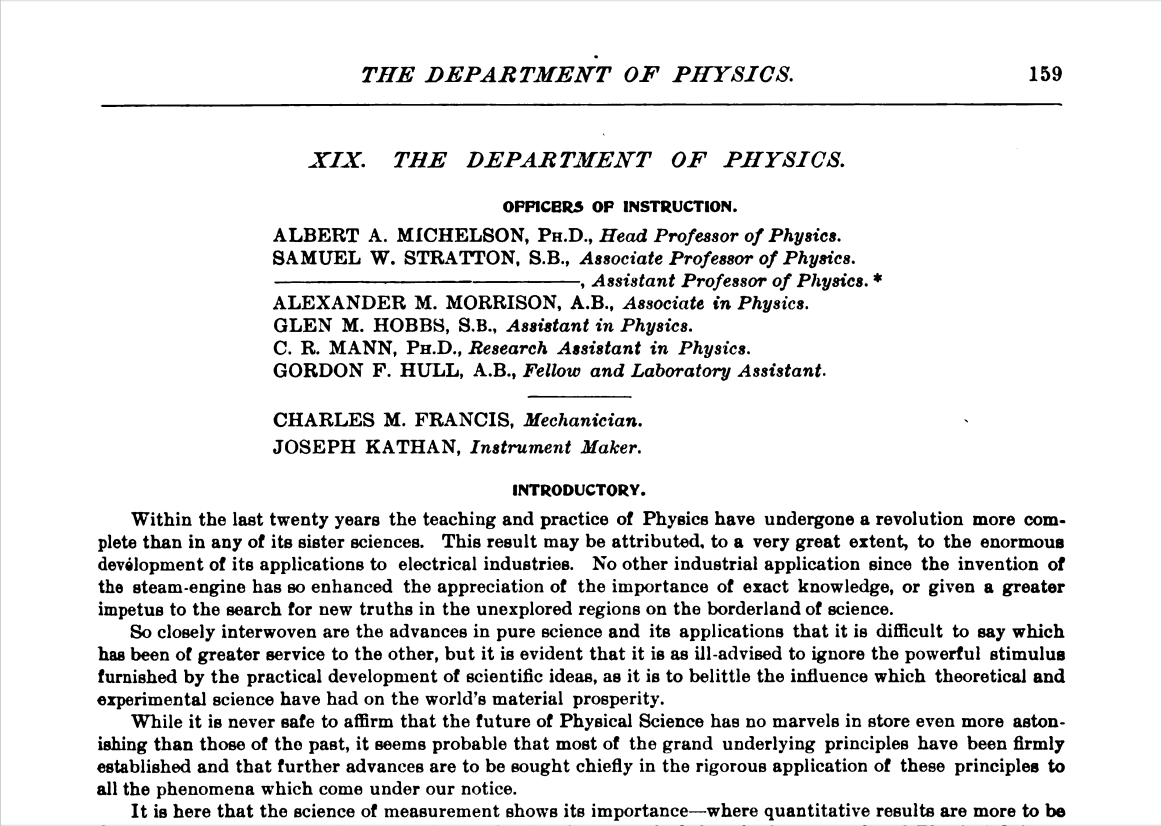 THE DEPARTMENT OF PHYSICS. 159
XIX. THE DEPARTMENT OF PHYSICS.
OFFICERS OF INSTRUCTION.
ALBERT A. MICHELSON, PH.D., Head Professor of Physics.
SAMUEL W. STRATTON, S.B., Associate Professor of Physics.
——————————, Assistant Professor of Physics.*
ALEXANDER M. MORRISON, A.B., Associate in Physics.
GLEN M. HOBBS, S.B., Assistant in Physics.
C. R. MANN, PH.D., Research Assistant in Physics.
GORDON F. HULL, A.B., Fellow and Laboratory Assistant.
CHARLES M. FRANCIS, Mechanician.
JOSEPH KATHAN, Instrument Maker.
INTRODUCTORY.
Within the last twenty years the teaching and practice of Physics have undergone a revolution more com-
plete than in any of its sister sciences. This result may be attributed, to a very great extent, to the enormous
development of its applications to electrical industries. No other industrial application since the invention of
the steam-engine has so enhanced the appreciation of the importance of exact knowledge, or given a greater
impetus to the search for new truths in the unexplored regions on the borderland of science.
So closely interwoven are the advances in pure science and its applications that it is difficult to say which
has been of greater service to the other, but it is evident that it is as ill-advised to ignore the powerful stimulus
furnished by the practical development of scientific ideas, as it is to belittle the influence which theoretical and
experimental science have had on the world's material prosperity.
While it is never safe to affirm that the future of Physical Science has no marvels in store even more aston-
ishing than those of the past, it seems probable that most of the grand underlying principles have been firmly
established and that further advances are to be sought chiefly in the rigorous application of these principles to
all the phenomena which come under our notice.
It is here that the science of measurement shows its importance—where quantitative results are more to be